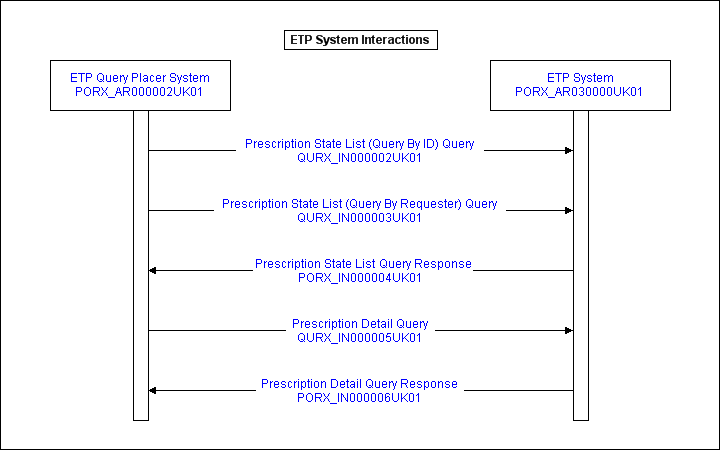 ETP System Interactions
ETP Query Placer System
PORX_AR000002UK01
ETP System
PORX_AR030000UK01
Prescription State List (Query By ID) Query
QURX_IN000002UK01
Prescription State List (Query By Requester) Query
QURX_IN000003UK01
Prescription State List Query Response
PORX_IN000004UK01
Prescription Detail Query
QURX_IN000005UK01
Prescription Detail Query Response
PORX_IN000006UK01